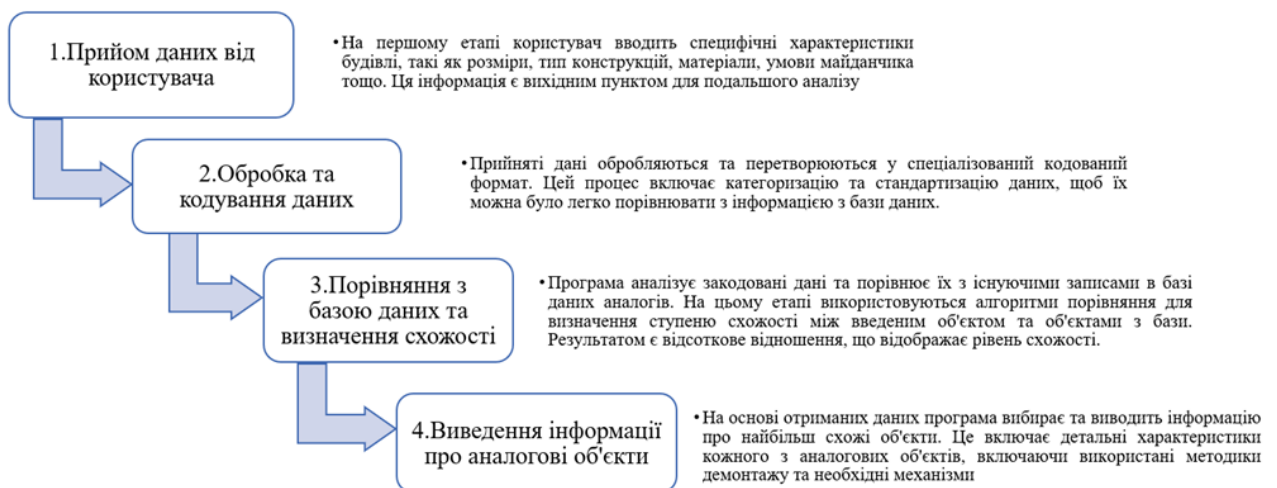 1.Прийом даних від
користувача
• На першому етапі користувач вводить специфічні характеристики
будівлі, такі як розміри, тип конструкцій, матеріали, умови майданчика
тощо. Ця інформація є вихідним пунктом для подальшого аналізу
2.Обробка та
кодування даних
• Прийняті дані обробляються та перетворюються у спеціалізований кодований
формат. Цей процес включає категоризацію та стандартизацію даних, щоб їх
можна було легко порівнювати з інформацією з бази даних.
3.Порівняння з
базою даних та
визначення схожості
• Програма аналізує закодовані дані та порівнює їх з існуючими записами в базі
даних аналогів. На цьому етапі використовуються алгоритми порівняння для
визначення ступеню схожості між введеним об'єктом та об'єктами з бази.
Результатом є відсоткове відношення, що відображає рівень схожості.
4.Виведення інформації
про аналогові об'єкти
• На основі отриманих даних програма вибирає та виводить інформацію
про найбільш схожі об'єкти. Це включає детальні характеристики
кожного з аналогових об'єктів, включаючи використані методики
демонтажу та необхідні механізми